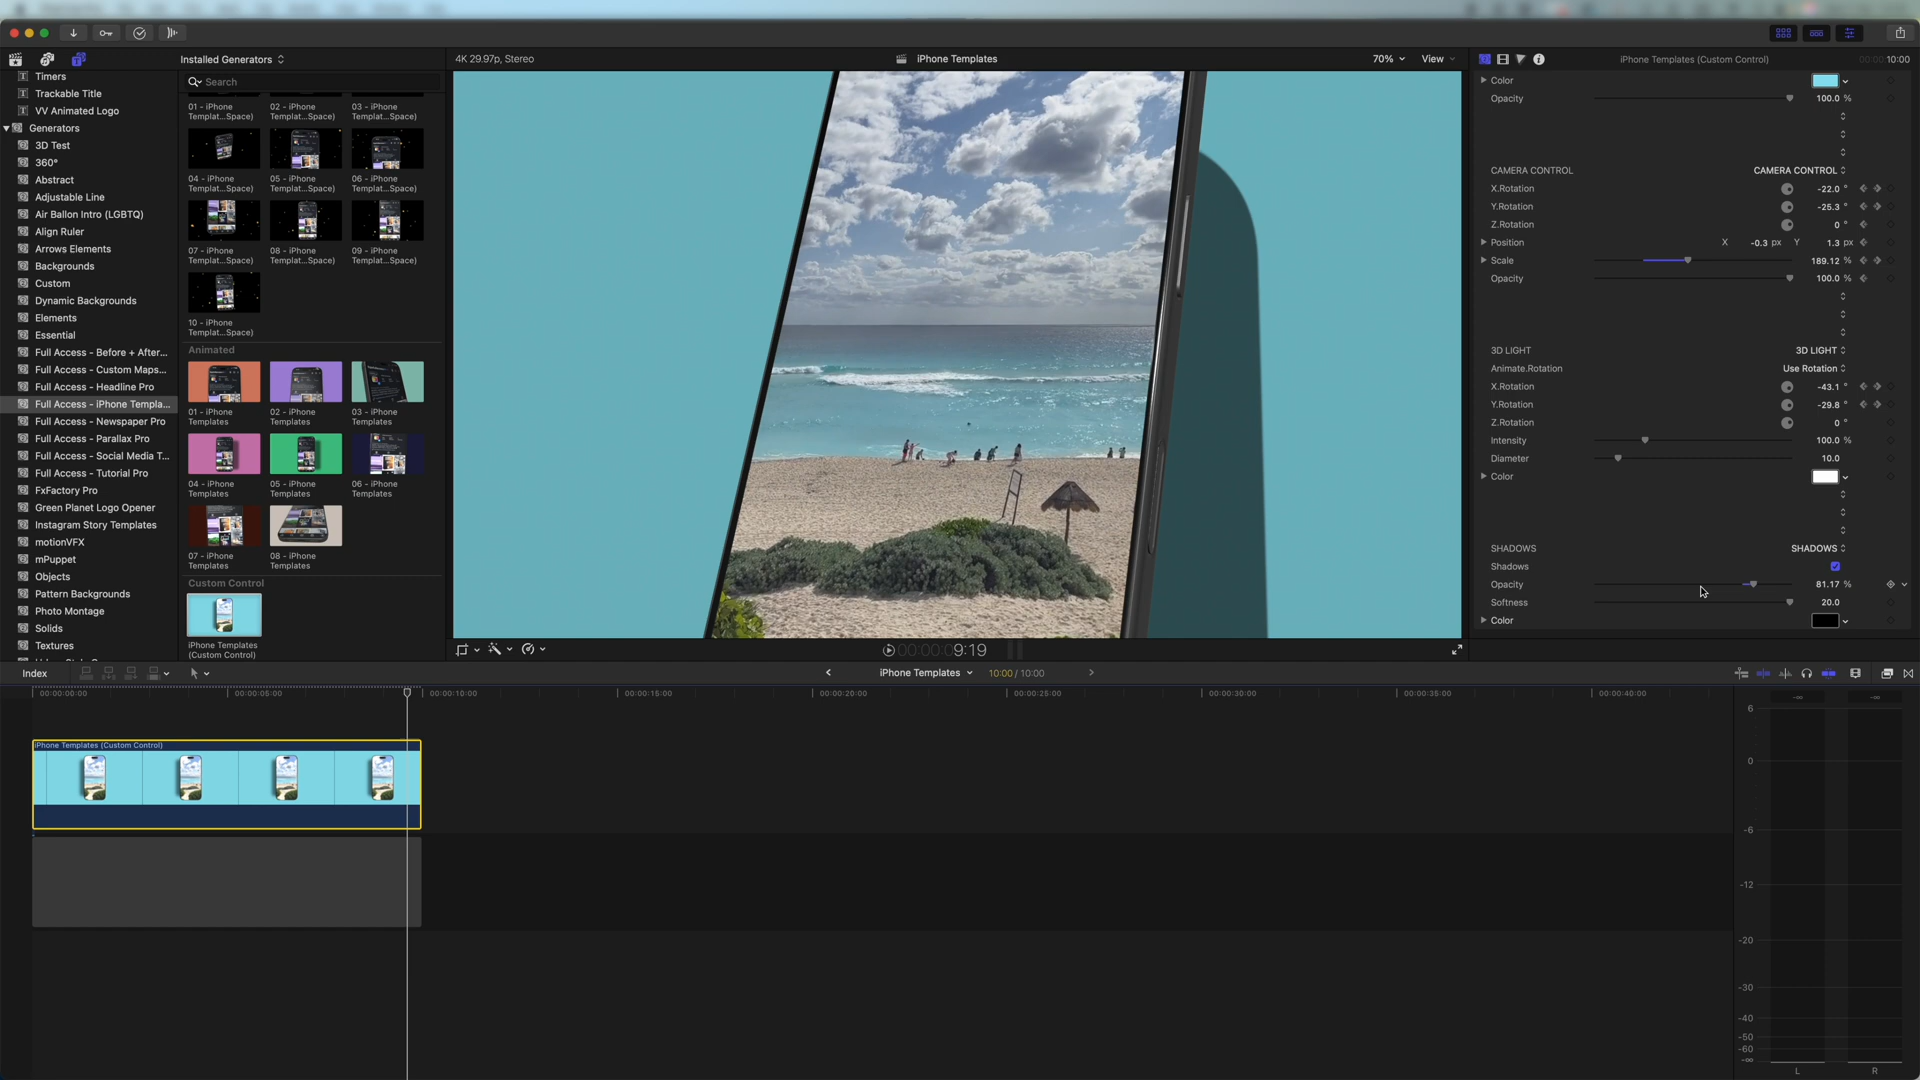 Installed Generators
4K 29.97p, Stereo
iPhone Templates
70%
View
iPhone Templates (Custom Control)
10:00
Timers
Trackable Title
VV Animated Logo
Generators
3D Test
360°
Abstract
Adjustable Line
Air Ballon Intro (LGBTQ)
Align Ruler
Arrows Elements
Backgrounds
Custom
Dynamic Backgrounds
Elements
Essential
Full Access - Before + After...
Full Access - Custom Maps...
Full Access - Headline Pro
Full Access - iPhone Templa...
Full Access - Newspaper Pro
Full Access - Parallax Pro
Full Access - Social Media T...
Full Access - Tutorial Pro
FxFactory Pro
Green Planet Logo Opener
Instagram Story Templates
motionVFX
mPuppet
Objects
Pattern Backgrounds
Photo Montage
Solids
Textures
Search
01 - iPhone
Templat...Space)
02 - iPhone
Templat...Space)
03 - iPhone
Templat...Space)
04 - iPhone
Templat...Space)
05 - iPhone
Templat...Space)
06 - iPhone
Templat...Space)
07 - iPhone
Templat...Space)
08 - iPhone
Templat...Space)
09 - iPhone
Templat...Space)
10 - iPhone
Templat...Space)
Animated
01 - iPhone
Templates
02 - iPhone
Templates
03 - iPhone
Templates
04 - iPhone
Templates
05 - iPhone
Templates
06 - iPhone
Templates
07 - iPhone
Templates
08 - iPhone
Templates
Custom Control
iPhone Templates
(Custom Control)
Color
Opacity 100.0 %
CAMERA CONTROL CAMERA CONTROL
X.Rotation -22.0 °
Y.Rotation -25.3 °
Z.Rotation 0 °
Position X -0.3 px Y 1.3 px
Scale 189.12 %
Opacity 100.0 %
3D LIGHT 3D LIGHT
Animate.Rotation Use Rotation
X.Rotation -43.1 °
Y.Rotation -29.8 °
Z.Rotation 0 °
Intensity 100.0 %
Diameter 10.0
Color
SHADOWS SHADOWS
Shadows
Opacity 81.17 %
Softness 20.0
Color
00:00:00:09:19
Index
iPhone Templates
10:00 / 10:00
00:00:00:00
00:00:05:00
00:00:10:00
00:00:15:00
00:00:20:00
00:00:25:00
00:00:30:00
00:00:35:00
00:00:40:00
iPhone Templates (Custom Control)
-∞ -∞
6
0
-6
-12
-20
-30
-40
-50
-60
-∞
L R